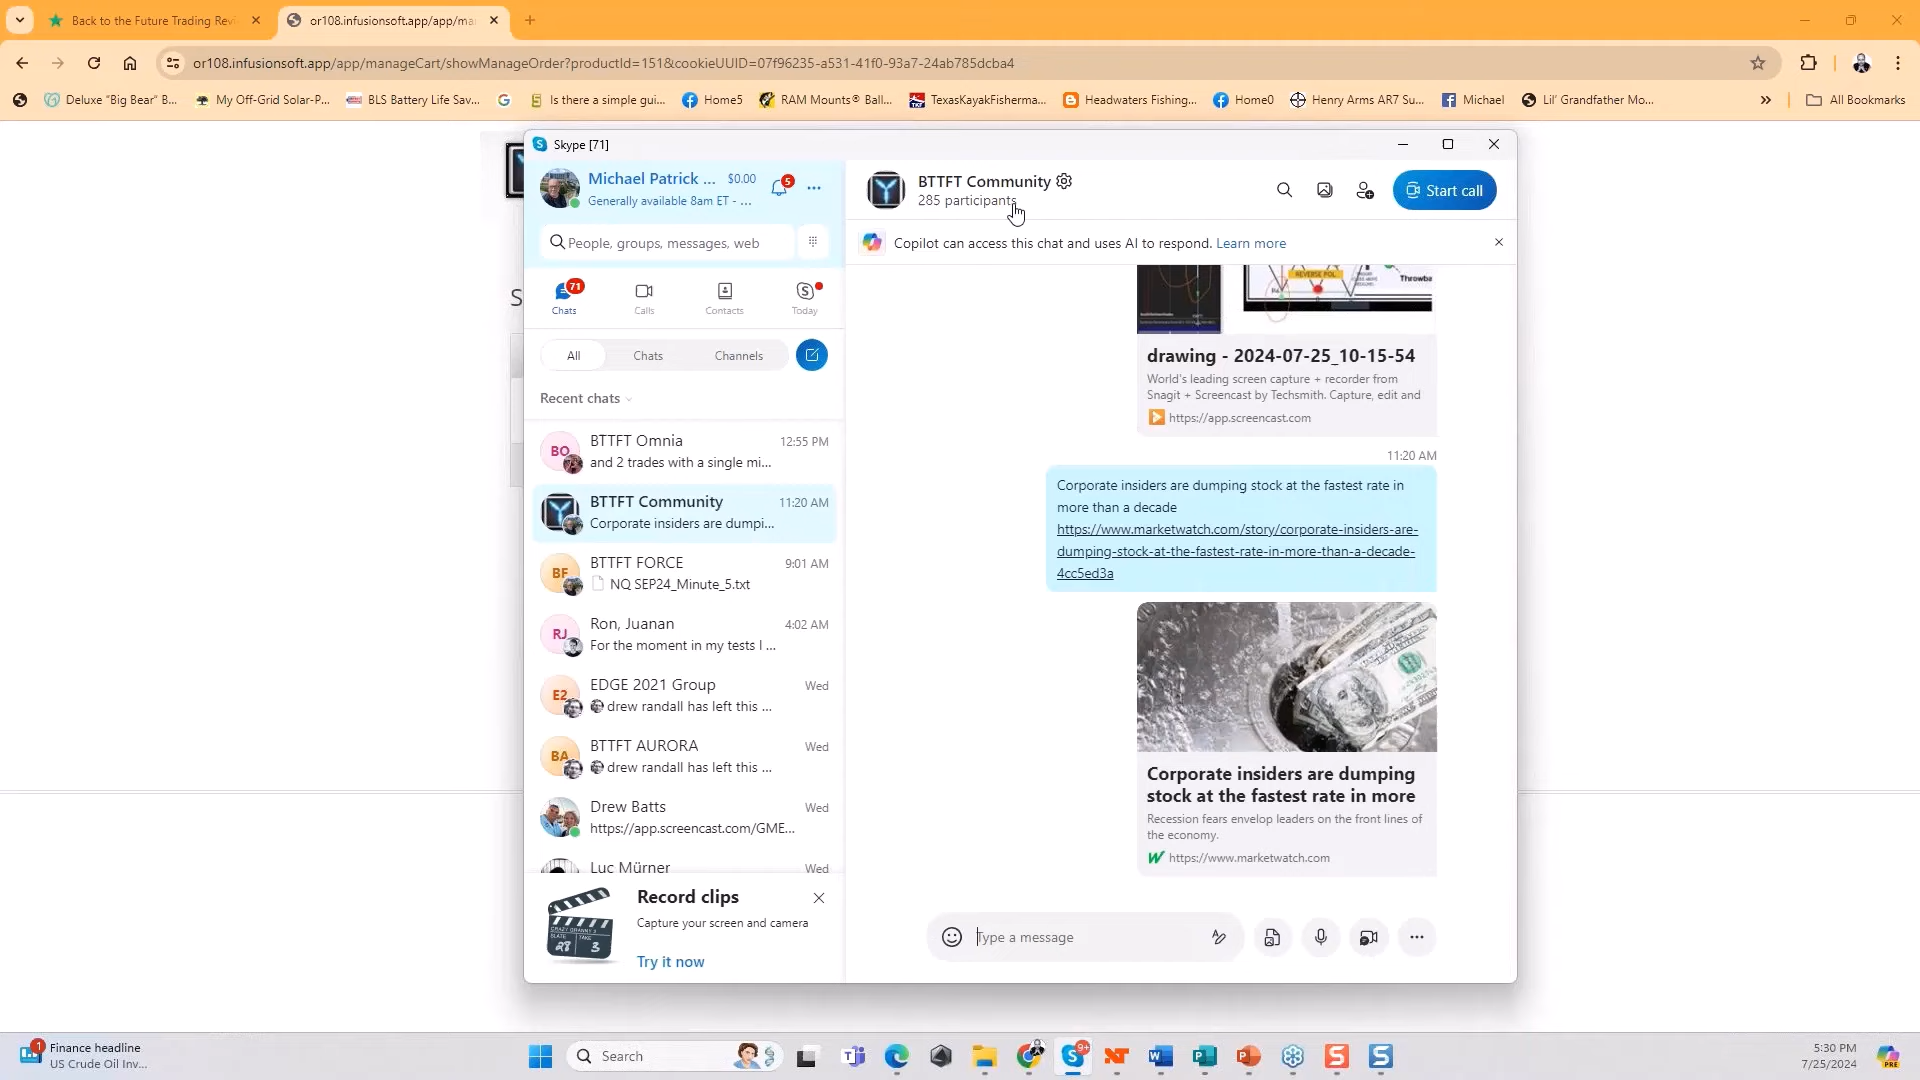 Back to the Future Trading Revi
or108.infusionsoft.app/app/ma
or108.infusionsoft.app/app/manageCart/showManageOrder?productId=151&cookieUUID=07f96235-a531-41f0-93a7-24ab785dcba4
Deluxe "Big Bear" B...
My Off-Grid Solar-P...
BLS Battery Life Sav...
Is there a simple gui...
Home5
RAM Mounts® Ball...
TexasKayakFisherma...
Headwaters Fishing...
Home0
Henry Arms AR7 Su...
Michael
Lil' Grandfather Mo...
All Bookmarks
Skype [71]
Michael Patrick ...
$0.00
5
Generally available 8am ET - ...
People, groups, messages, web
71
Chats
Calls
Contacts
Today
All
Chats
Channels
Recent chats
BO
BTTFT Omnia
12:55 PM
and 2 trades with a single mi...
BTTFT Community
11:20 AM
Corporate insiders are dumpi...
BF
BTTFT FORCE
9:01 AM
NQ SEP24_Minute_5.txt
RJ
Ron, Juanan
4:02 AM
For the moment in my tests I ...
E2
EDGE 2021 Group
Wed
drew randall has left this ...
BA
BTTFT AURORA
Wed
drew randall has left this ...
Drew Batts
Wed
https://app.screencast.com/GME...
Luc Mürner
Wed
Record clips
Capture your screen and camera
Try it now
BTTFT Community
285 participants
Start call
Copilot can access this chat and uses AI to respond. Learn more
REVERSE POL
Throwba
drawing - 2024-07-25_10-15-54
World's leading screen capture + recorder from
Snagit + Screencast by Techsmith. Capture, edit and
https://app.screencast.com
11:20 AM
Corporate insiders are dumping stock at the fastest rate in
more than a decade
https://www.marketwatch.com/story/corporate-insiders-are-
dumping-stock-at-the-fastest-rate-in-more-than-a-decade-
4cc5ed3a
Corporate insiders are dumping
stock at the fastest rate in more
Recession fears envelop leaders on the front lines of
the economy.
https://www.marketwatch.com
Type a message
1
Finance headline
US Crude Oil Inv...
Search
9+
5:30 PM
7/25/2024